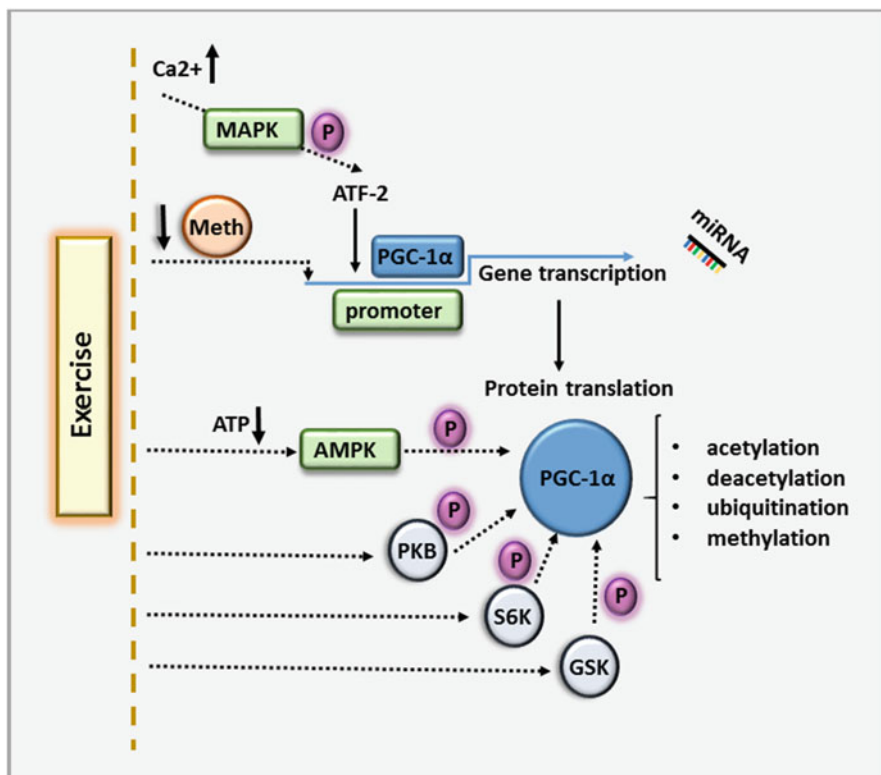 Ca2+
MAPK
P
ATF-2
Meth
PGC-1α
Gene transcription
miRNA
promoter
Exercise
Protein translation
ATP
AMPK
P
PGC-1α
• acetylation
• deacetylation
• ubiquitination
• methylation
PKB
P
S6K
P
GSK
P